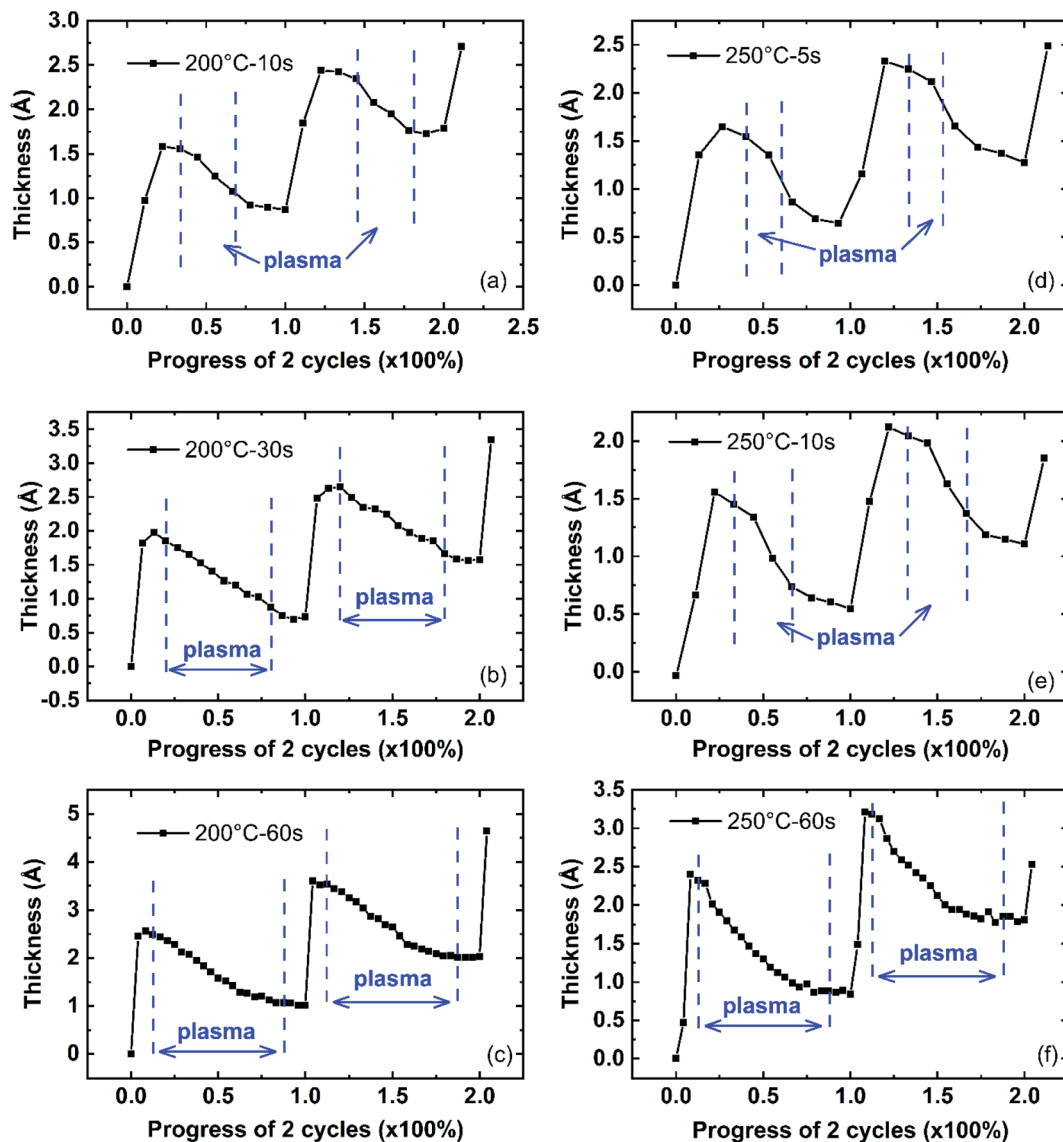 3.0
2.5
2.0
1.5
1.0
0.5
0.0
Thickness (Å)
200°C-10s
plasma
(a)
0.0 0.5 1.0 1.5 2.0 2.5
Progress of 2 cycles (x100%)
2.5
2.0
1.5
1.0
0.5
0.0
Thickness (Å)
250°C-5s
plasma
(d)
0.0 0.5 1.0 1.5 2.0
Progress of 2 cycles (x100%)
3.5
3.0
2.5
2.0
1.5
1.0
0.5
0.0
-0.5
Thickness (Å)
200°C-30s
plasma
plasma
(b)
0.0 0.5 1.0 1.5 2.0
Progress of 2 cycles (x100%)
2.0
1.5
1.0
0.5
0.0
Thickness (Å)
250°C-10s
plasma
(e)
0.0 0.5 1.0 1.5 2.0
Progress of 2 cycles (x100%)
5
4
3
2
1
0
Thickness (Å)
200°C-60s
plasma
plasma
(c)
0.0 0.5 1.0 1.5 2.0
Progress of 2 cycles (x100%)
3.5
3.0
2.5
2.0
1.5
1.0
0.5
0.0
Thickness (Å)
250°C-60s
plasma
plasma
(f)
0.0 0.5 1.0 1.5 2.0
Progress of 2 cycles (x100%)